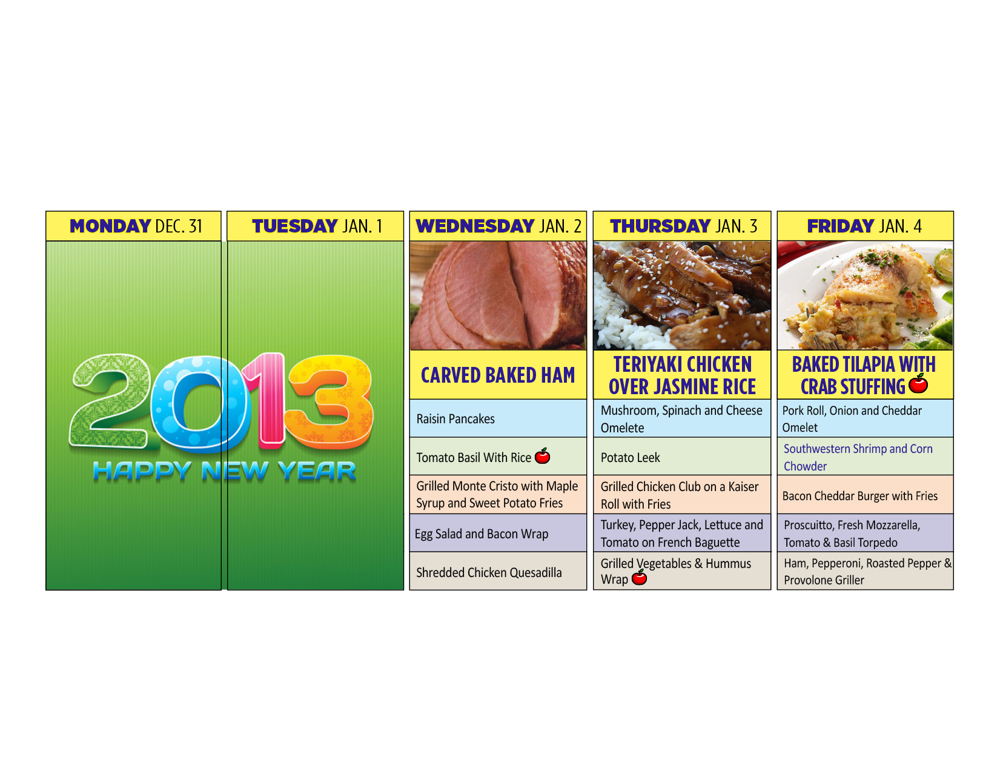 MONDAY DEC. 31
TUESDAY JAN. 1
2013
HAPPY NEW YEAR
WEDNESDAY JAN. 2
CARVED BAKED HAM
Raisin Pancakes
Tomato Basil With Rice
Grilled Monte Cristo with Maple
Syrup and Sweet Potato Fries
Egg Salad and Bacon Wrap
Shredded Chicken Quesadilla
THURSDAY JAN. 3
TERIYAKI CHICKEN
OVER JASMINE RICE
Mushroom, Spinach and Cheese
Omelete
Potato Leek
Grilled Chicken Club on a Kaiser
Roll with Fries
Turkey, Pepper Jack, Lettuce and
Tomato on French Baguette
Grilled Vegetables & Hummus
Wrap
FRIDAY JAN. 4
BAKED TILAPIA WITH
CRAB STUFFING
Pork Roll, Onion and Cheddar
Omelet
Southwestern Shrimp and Corn
Chowder
Bacon Cheddar Burger with Fries
Proscuitto, Fresh Mozzarella,
Tomato & Basil Torpedo
Ham, Pepperoni, Roasted Pepper &
Provolone Griller